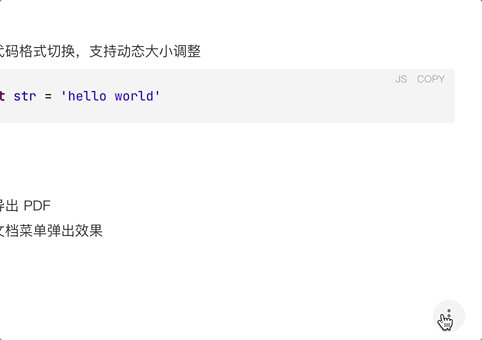 代码格式切换，支持动态大小调整
JS COPY
t str = 'hello world'
导出 PDF
文档菜单弹出效果